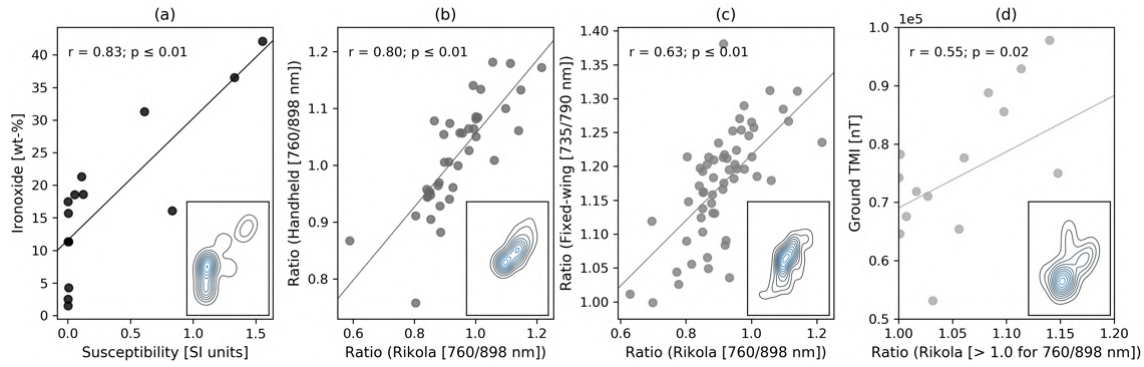 (a)
r = 0.83; p ≤ 0.01
Ironoxide [wt-%]
40
35
30
25
20
15
10
5
0
0.0 0.5 1.0 1.5
Susceptibility [SI units]
(b)
r = 0.80; p ≤ 0.01
Ratio (Handheld [760/898 nm])
1.2
1.1
1.0
0.9
0.8
0.6 0.8 1.0 1.2
Ratio (Rikola [760/898 nm])
(c)
r = 0.63; p ≤ 0.01
Ratio (Fixed-wing [735/790 nm])
1.40
1.35
1.30
1.25
1.20
1.15
1.10
1.05
1.00
0.6 0.8 1.0 1.2
Ratio (Rikola [760/898 nm])
(d)
1e5
r = 0.55; p = 0.02
Ground TMI [nT]
1.0
0.9
0.8
0.7
0.6
0.5
1.00 1.05 1.10 1.15 1.20
Ratio (Rikola [> 1.0 for 760/898 nm])